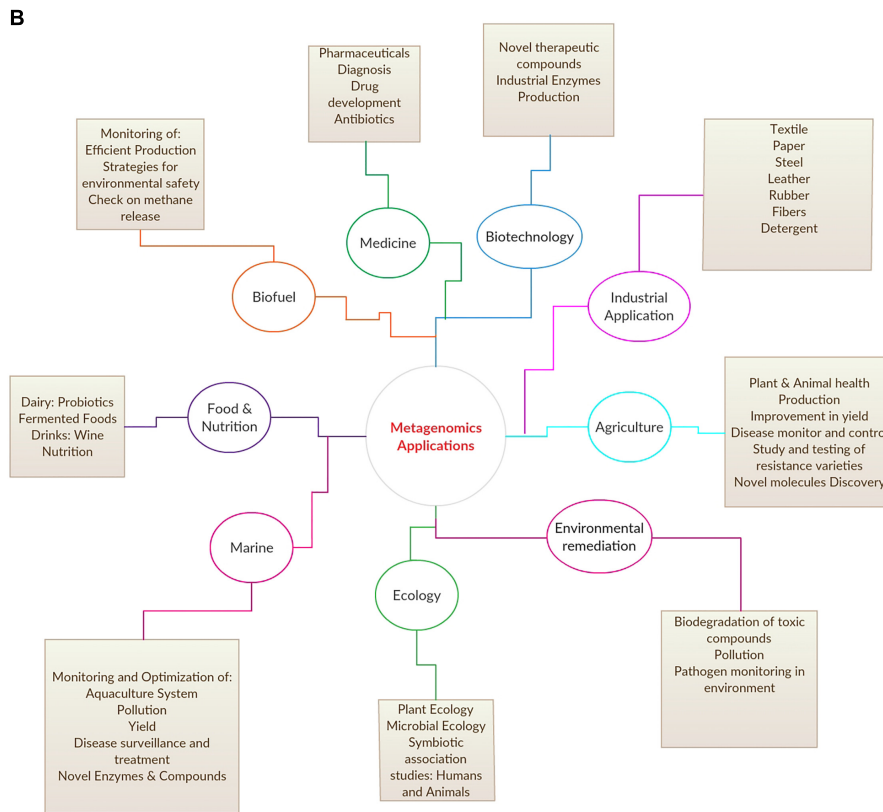 B
Pharmaceuticals
Diagnosis
Drug
development
Antibiotics
Novel therapeutic
compounds
Industrial Enzymes
Production
Monitoring of:
Efficient Production
Strategies for
environmental safety
Check on methane
release
Textile
Paper
Steel
Leather
Rubber
Fibers
Detergent
Medicine
Biotechnology
Biofuel
Industrial
Application
Dairy: Probiotics
Fermented Foods
Drinks: Wine
Nutrition
Food &
Nutrition
Metagenomics
Applications
Agriculture
Plant & Animal health
Production
Improvement in yield
Disease monitor and contro
Study and testing of
resistance varieties
Novel molecules Discovery
Marine
Environmental
remediation
Ecology
Monitoring and Optimization of:
Aquaculture System
Pollution
Yield
Disease surveillance and
treatment
Novel Enzymes & Compounds
Plant Ecology
Microbial Ecology
Symbiotic
association
studies: Humans
and Animals
Biodegradation of toxic
compounds
Pollution
Pathogen monitoring in
environment